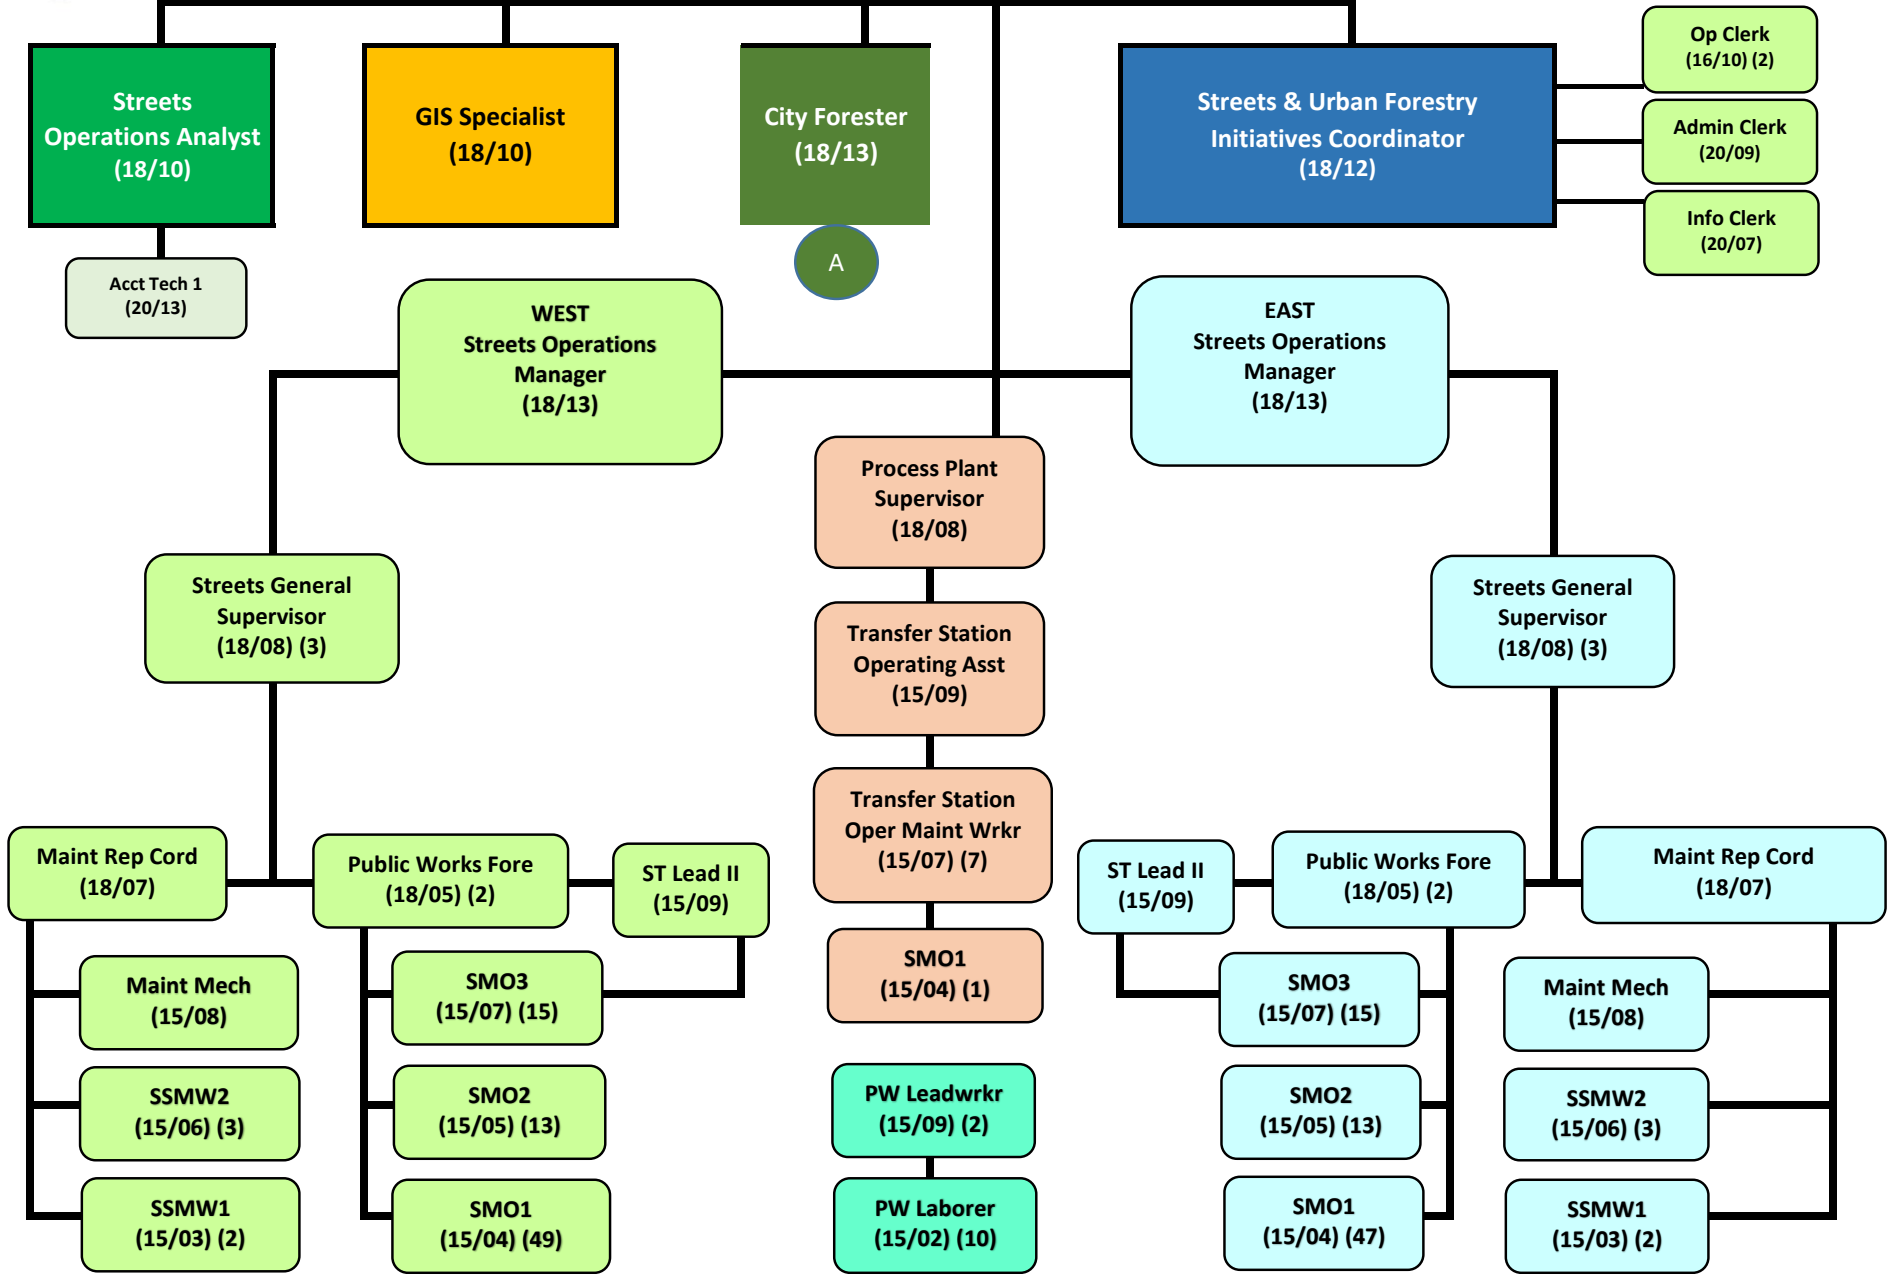 Streets
Operations Analyst
(18/10)
GIS Specialist
(18/10)
City Forester
(18/13)
Streets & Urban Forestry
Initiatives Coordinator
(18/12)
Op Clerk
(16/10) (2)
Admin Clerk
(20/09)
Info Clerk
(20/07)
Acct Tech 1
(20/13)
A
WEST
Streets Operations
Manager
(18/13)
EAST
Streets Operations
Manager
(18/13)
Process Plant
Supervisor
(18/08)
Streets General
Supervisor
(18/08) (3)
Transfer Station
Operating Asst
(15/09)
Streets General
Supervisor
(18/08) (3)
Transfer Station
Oper Maint Wrkr
(15/07) (7)
Maint Rep Cord
(18/07)
Public Works Fore
(18/05) (2)
ST Lead II
(15/09)
ST Lead II
(15/09)
Public Works Fore
(18/05) (2)
Maint Rep Cord
(18/07)
Maint Mech
(15/08)
SMO3
(15/07) (15)
SMO1
(15/04) (1)
SMO3
(15/07) (15)
Maint Mech
(15/08)
SSMW2
(15/06) (3)
SMO2
(15/05) (13)
PW Leadwrkr
(15/09) (2)
SMO2
(15/05) (13)
SSMW2
(15/06) (3)
SSMW1
(15/03) (2)
SMO1
(15/04) (49)
PW Laborer
(15/02) (10)
SMO1
(15/04) (47)
SSMW1
(15/03) (2)